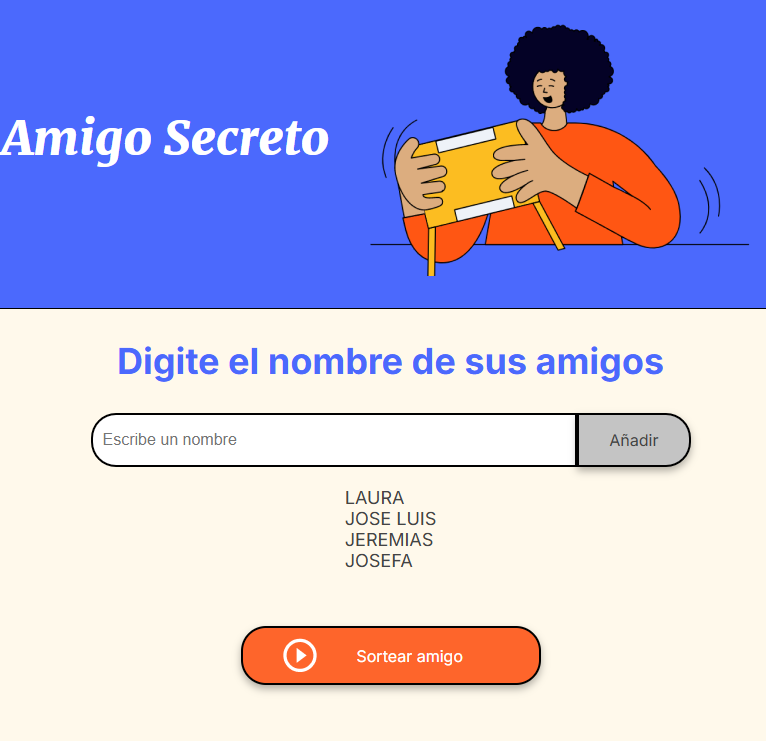 Amigo Secreto
Digite el nombre de sus amigos
Escribe un nombre
Añadir
LAURA
JOSE LUIS
JEREMIAS
JOSEFA
Sortear amigo